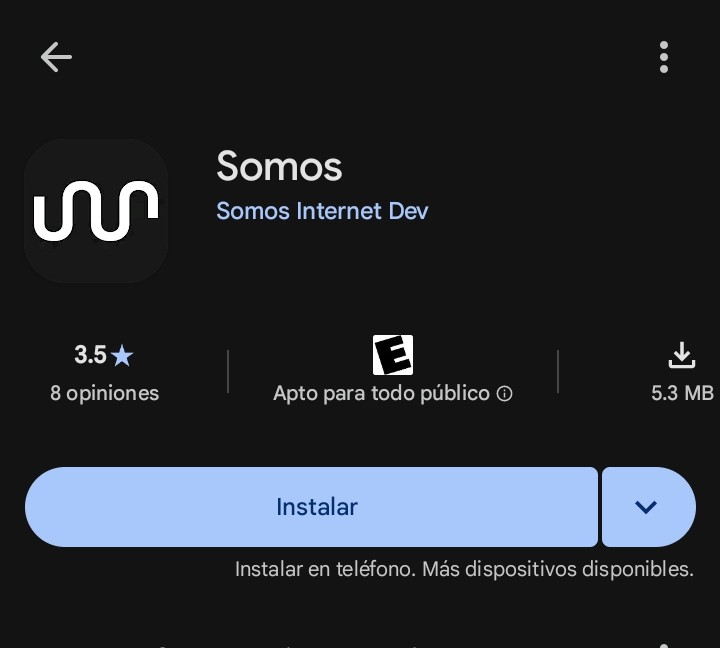 Somos
Somos Internet Dev
3.5★
8 opiniones
E
Apto para todo público
5.3 MB
Instalar
Instalar en teléfono. Más dispositivos disponibles.